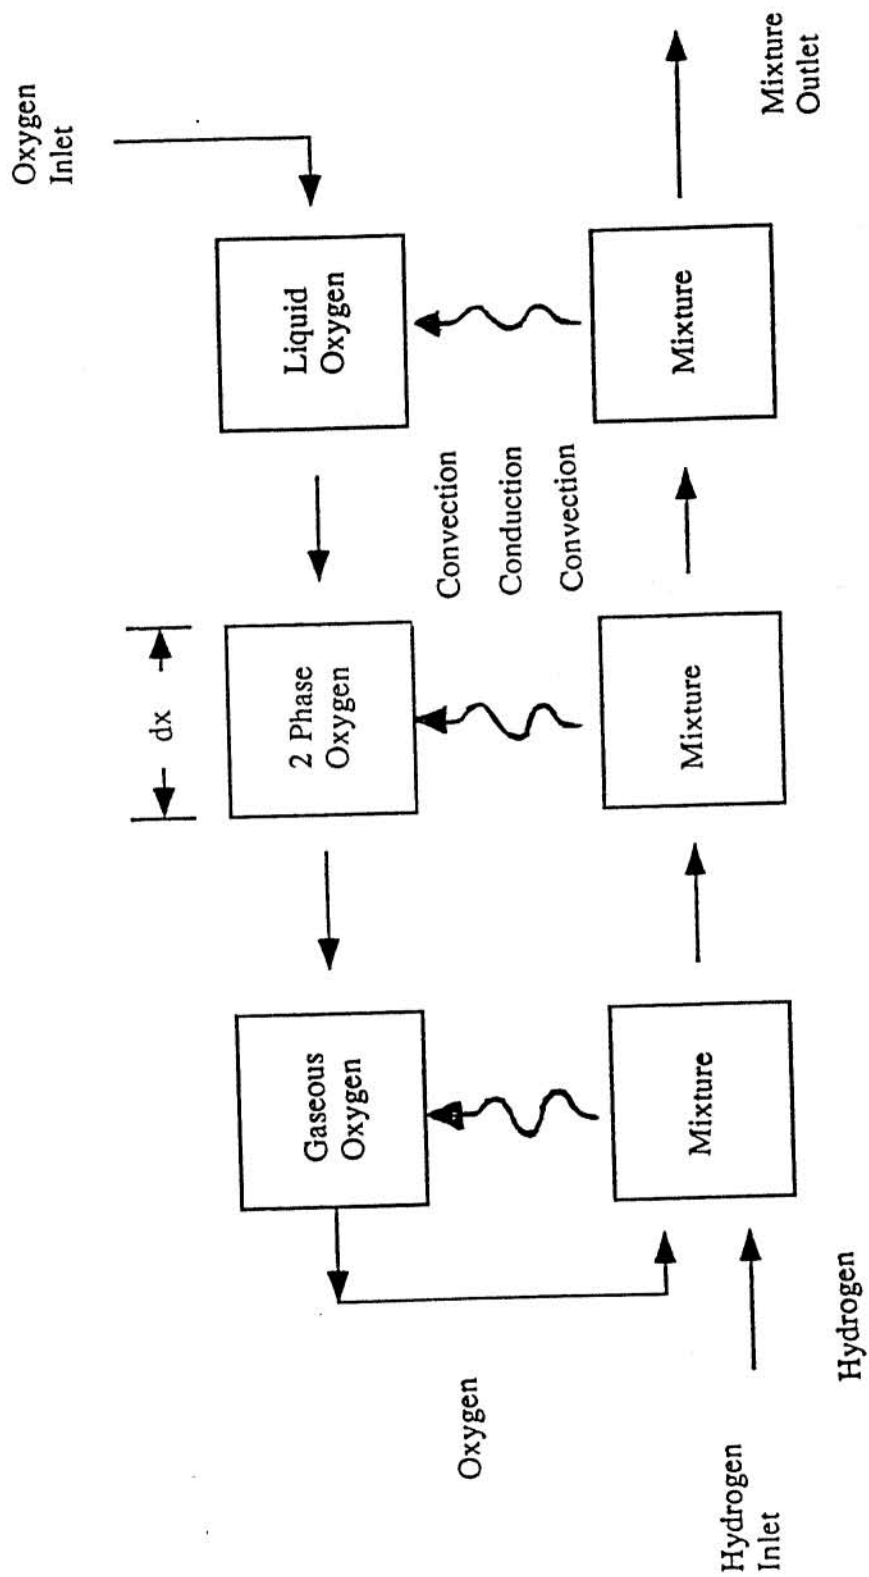 Oxygen
Inlet
Liquid
Oxygen
dx
2 Phase
Oxygen
Gaseous
Oxygen
Convection
Conduction
Convection
Oxygen
Mixture
Mixture
Mixture
Mixture
Outlet
Hydrogen
Inlet
Hydrogen